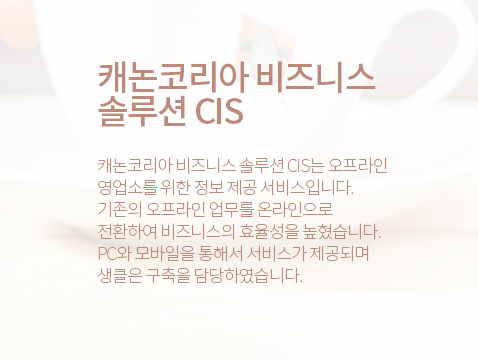 캐논코리아 비즈니스
솔루션 CIS
캐논코리아 비즈니스 솔루션 CIS는 오프라인
영업소를 위한 정보 제공 서비스입니다.
기존의 오프라인 업무를 온라인으로
전환하여 비즈니스의 효율성을 높혔습니다.
PC와 모바일을 통해서 서비스가 제공되며
생클은 구축을 담당하였습니다.